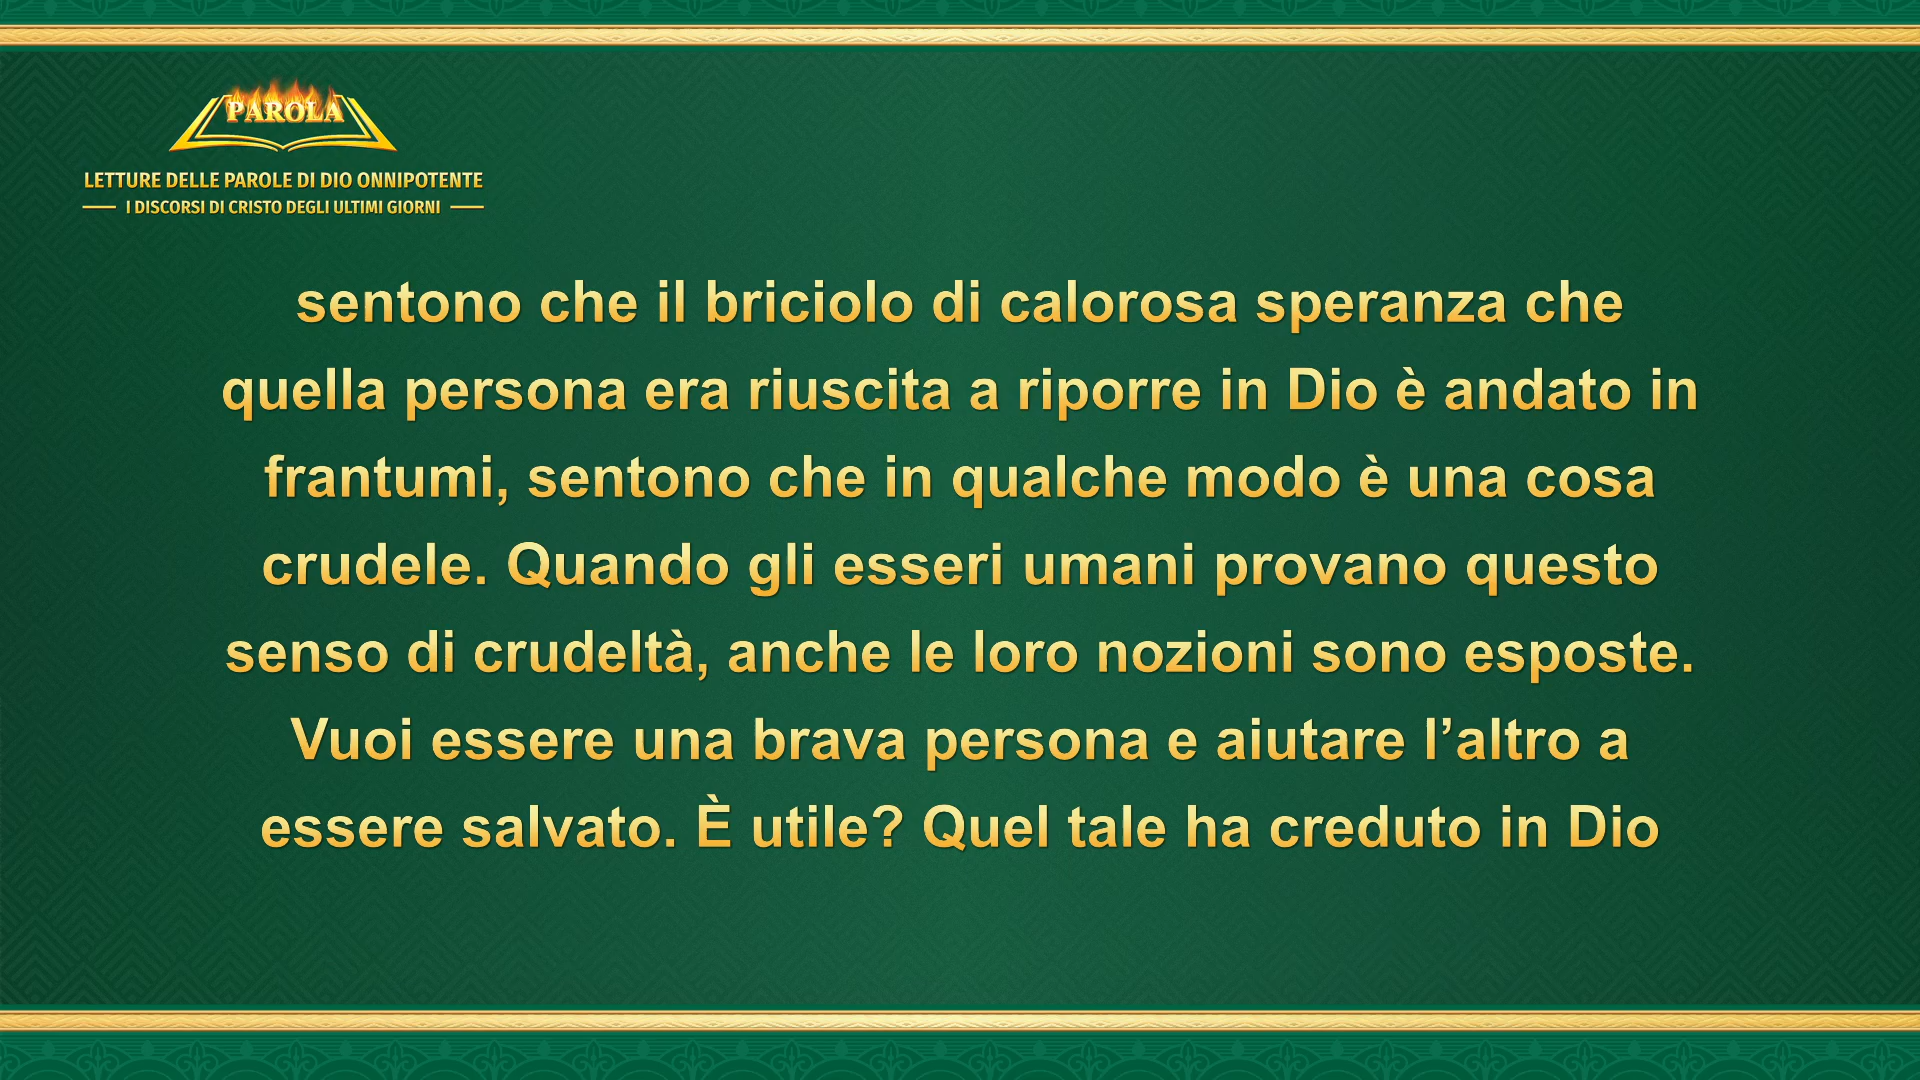 PAROLA
LETTURE DELLE PAROLE DI DIO ONNIPOTENTE
I DISCORSI DI CRISTO DEGLI ULTIMI GIORNI
sentono che il briciolo di calorosa speranza che
quella persona era riuscita a riporre in Dio è andato in
frantumi, sentono che in qualche modo è una cosa
crudele. Quando gli esseri umani provano questo
senso di crudeltà, anche le loro nozioni sono esposte.
Vuoi essere una brava persona e aiutare l’altro a
essere salvato. È utile? Quel tale ha creduto in Dio